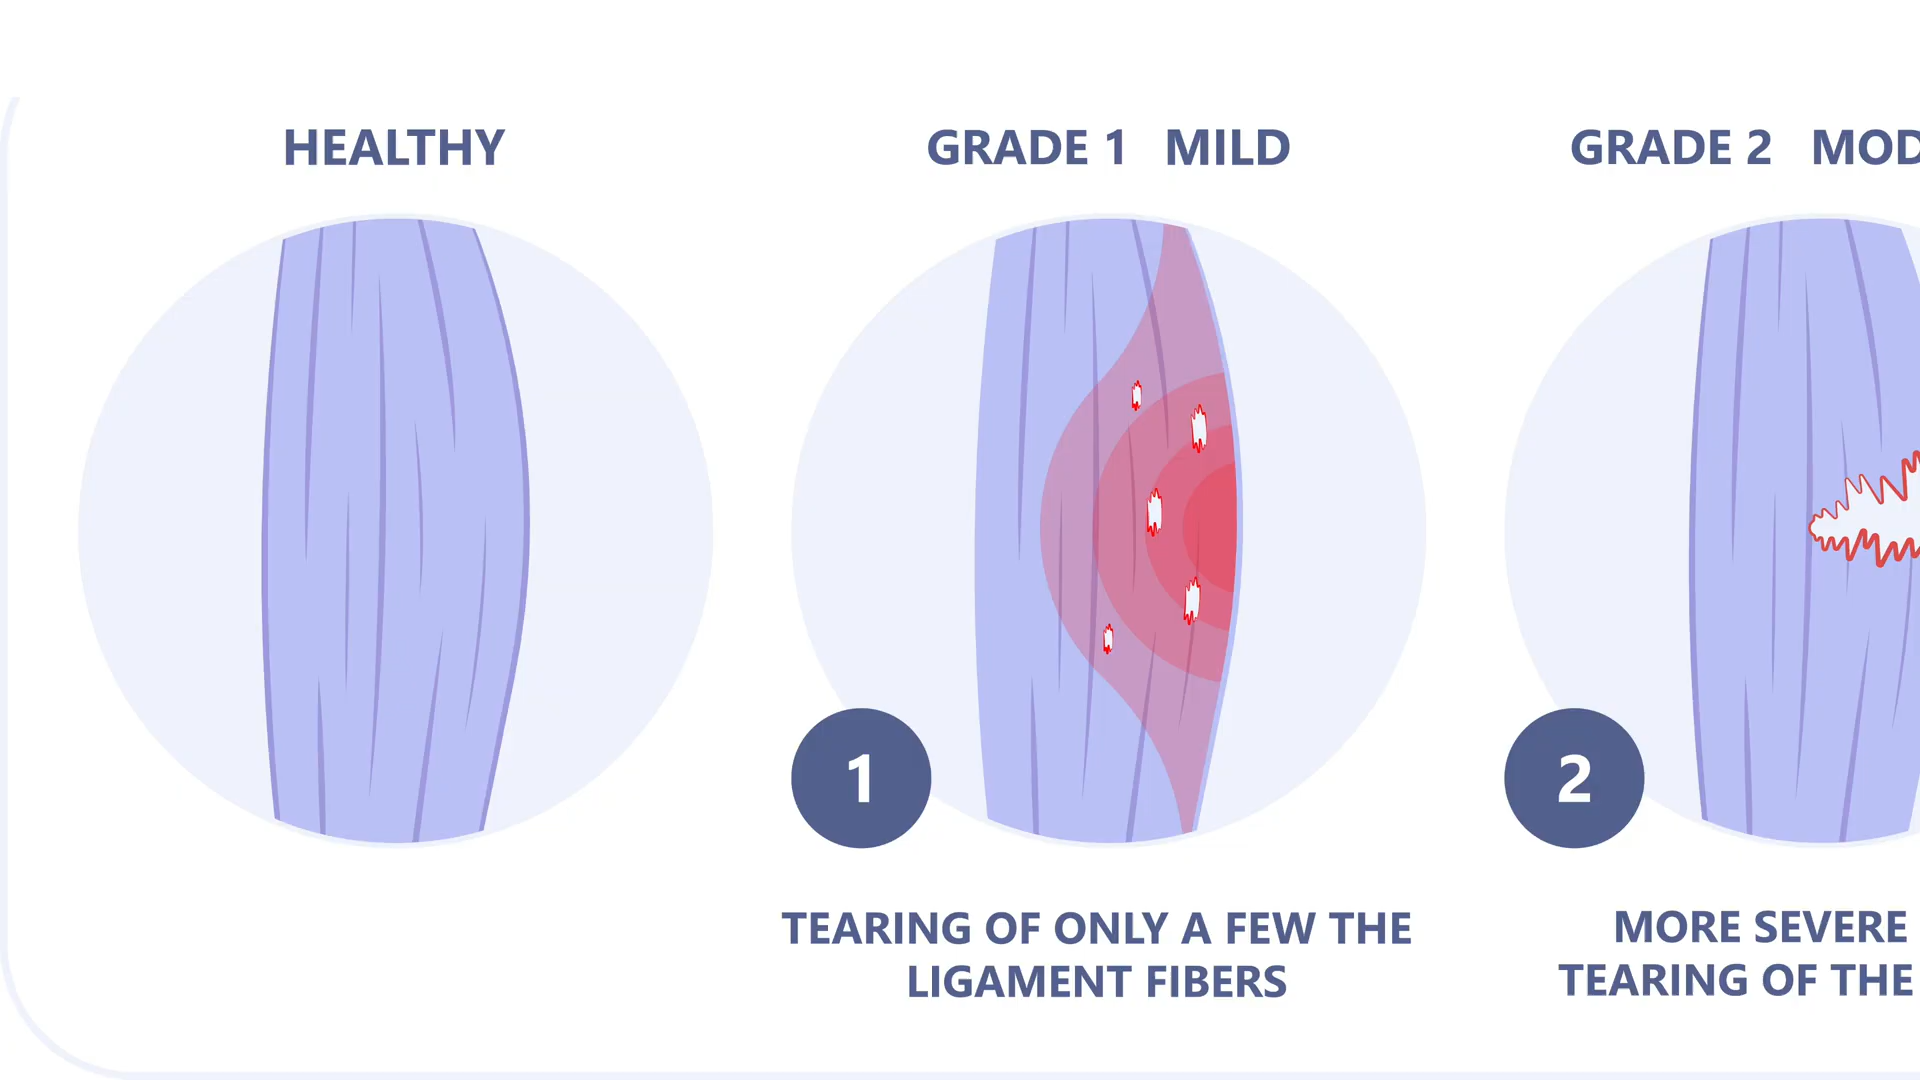 HEALTHY
GRADE 1 MILD
GRADE 2
1
2
TEARING OF ONLY A FEW THE
LIGAMENT FIBERS
MORE SEVERE
TEARING OF THE